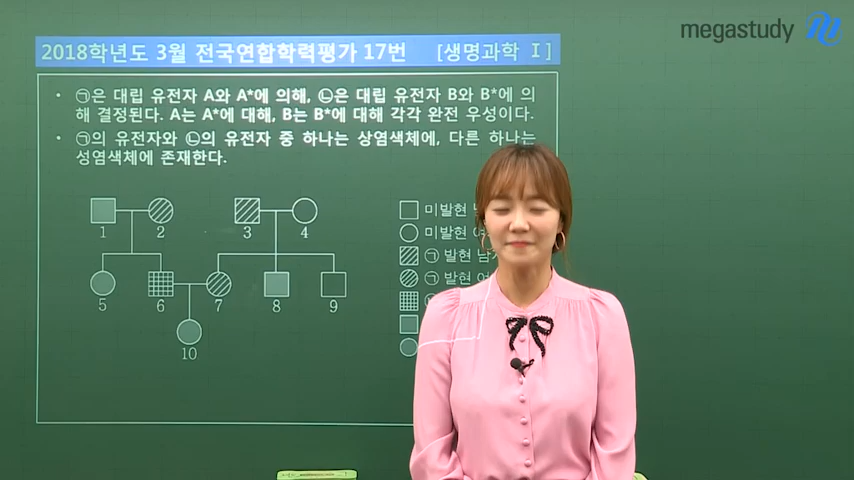 megastudy
2018학년도 3월 전국연합학력평가 17번 [생명과학 Ⅰ]
• ㉠은 대립 유전자 A와 A*에 의해, ㉡은 대립 유전자 B와 B*에 의
해 결정된다. A는 A*에 대해, B는 B*에 대해 각각 완전 우성이다.
• ㉠의 유전자와 ㉡의 유전자 중 하나는 상염색체에, 다른 하나는
성염색체에 존재한다.
1 2 3 4
미발현
미발현
㉠ 발현 남자
㉠ 발현
5 6 7 8 9
10